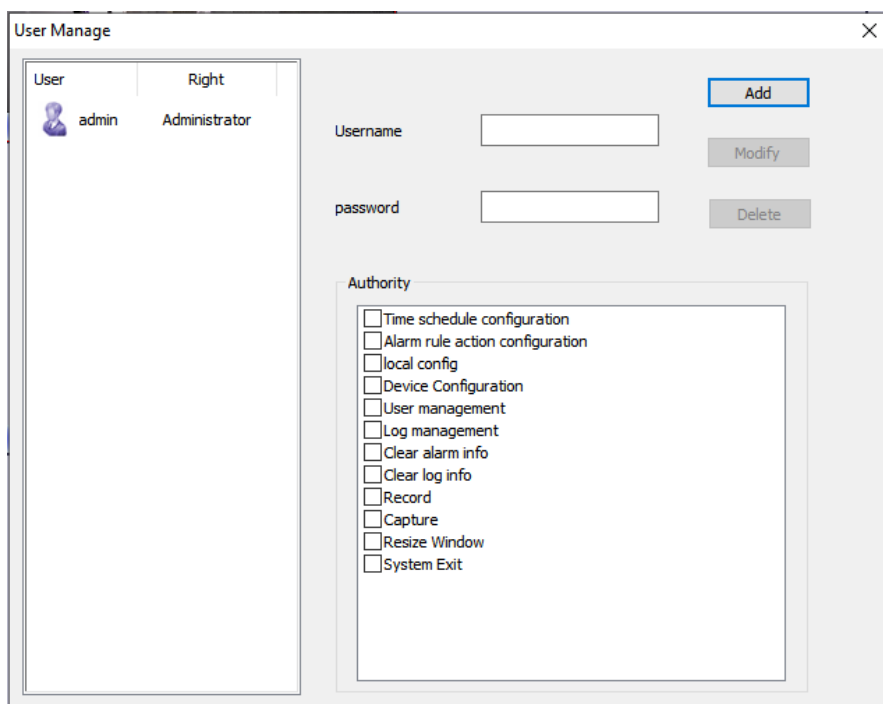 User Manage
User Right
admin Administrator
Username
password
Add
Modify
Delete
Authority
Time schedule configuration
Alarm rule action configuration
local config
Device Configuration
User management
Log management
Clear alarm info
Clear log info
Record
Capture
Resize Window
System Exit